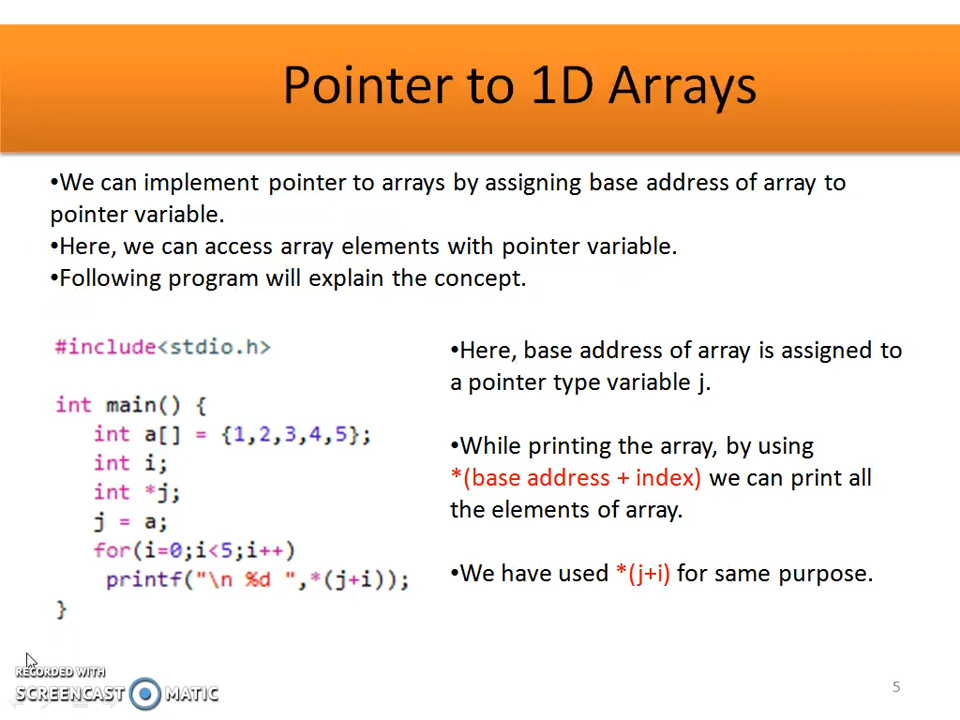 Pointer to 1D Arrays
•We can implement pointer to arrays by assigning base address of array to
pointer variable.
•Here, we can access array elements with pointer variable.
•Following program will explain the concept.
#include<stdio.h>
int main() {
int a[] = {1,2,3,4,5};
int i;
int *j;
j = a;
for(i=0;i<5;i++)
printf("\n %d ",*(j+i));
}
•Here, base address of array is assigned to
a pointer type variable j.
•While printing the array, by using
*(base address + index) we can print all
the elements of array.
•We have used *(j+i) for same purpose.
RECORDED WITH
SCREENCAST MATIC
5